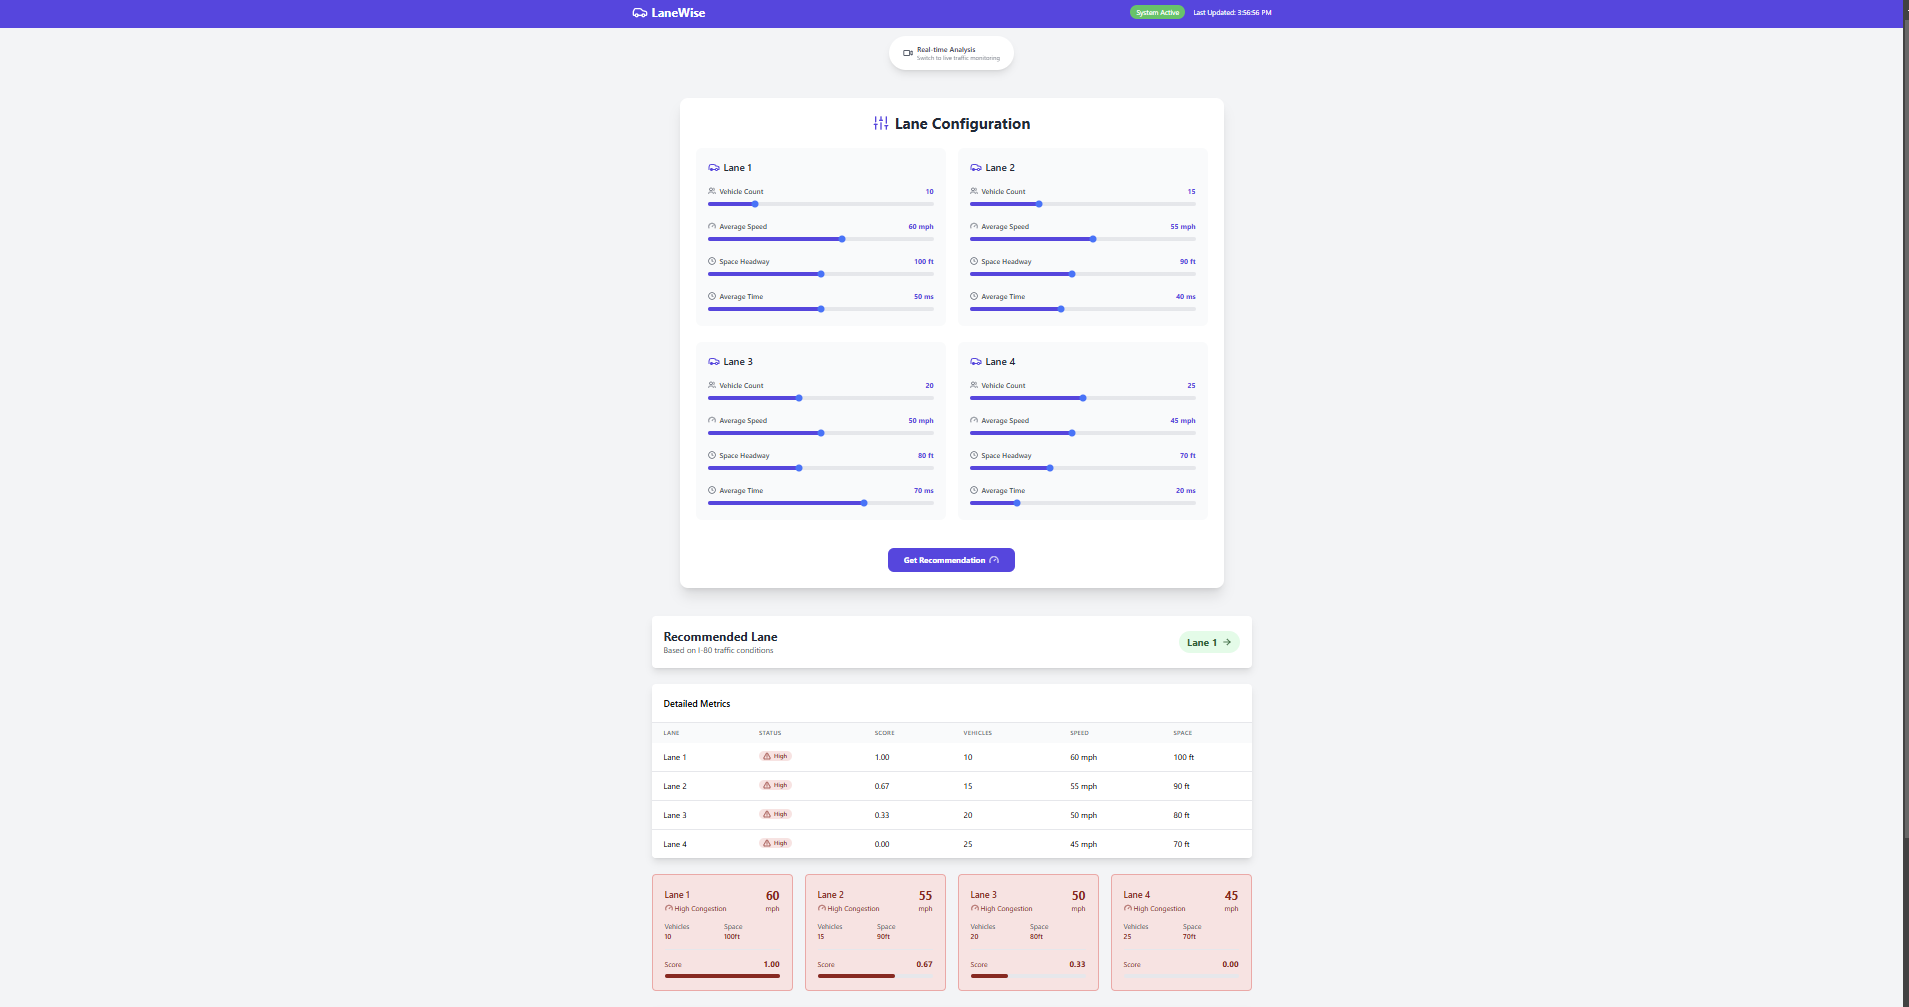 LaneWise
System Active Last Updated: 3:56:56 PM
Real-time Analysis
Switch to live traffic monitoring
Lane Configuration
Lane 1
Vehicle Count 10
Average Speed 60 mph
Space Headway 100 ft
Average Time 50 ms
Lane 2
Vehicle Count 15
Average Speed 55 mph
Space Headway 90 ft
Average Time 40 ms
Lane 3
Vehicle Count 20
Average Speed 50 mph
Space Headway 80 ft
Average Time 70 ms
Lane 4
Vehicle Count 25
Average Speed 45 mph
Space Headway 70 ft
Average Time 20 ms
Get Recommendation
Recommended Lane
Based on I-80 traffic conditions
Lane 1 →
Detailed Metrics
LANE STATUS SCORE VEHICLES SPEED SPACE
Lane 1 High 1.00 10 60 mph 100 ft
Lane 2 High 0.67 15 55 mph 90 ft
Lane 3 High 0.33 20 50 mph 80 ft
Lane 4 High 0.00 25 45 mph 70 ft
Lane 1 60
High Congestion mph
Vehicles Space
10 100ft
Score 1.00
Lane 2 55
High Congestion mph
Vehicles Space
15 90ft
Score 0.67
Lane 3 50
High Congestion mph
Vehicles Space
20 80ft
Score 0.33
Lane 4 45
High Congestion mph
Vehicles Space
25 70ft
Score 0.00